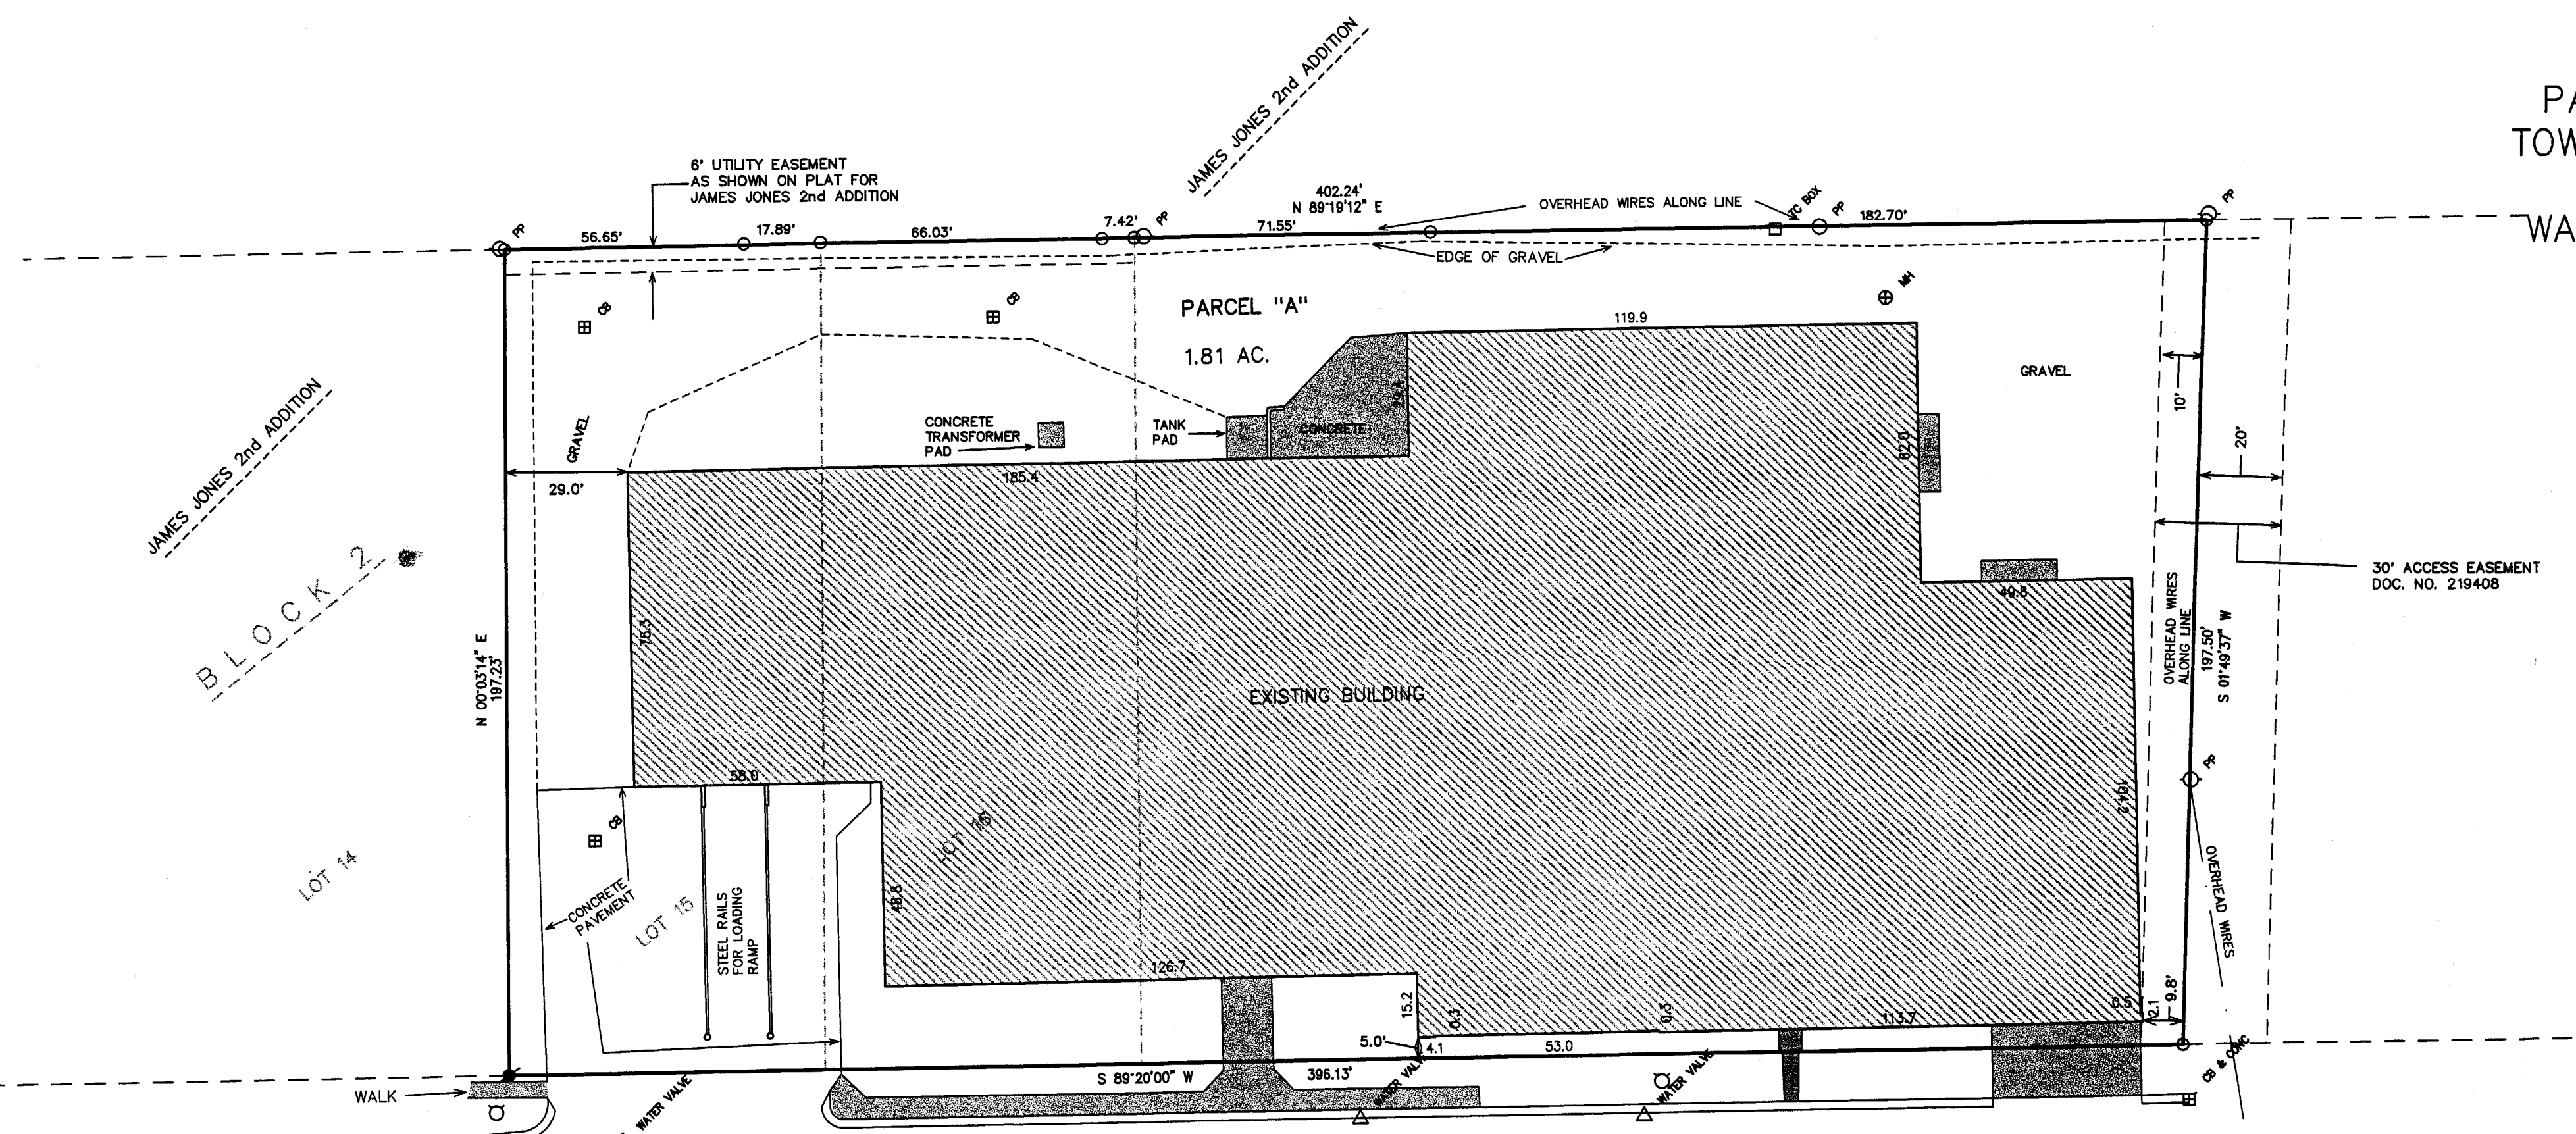 JAMES JONES 2nd ADDITION
PA
TOW
WA
6' UTILITY EASEMENT
AS SHOWN ON PLAT FOR
JAMES JONES 2nd ADDITION
402.24'
N 89°19'12" E
OVERHEAD WIRES ALONG LINE
PP
56.65'
17.89'
66.03'
7.42'
PP
71.55'
PP
182.70'
PP
EDGE OF GRAVEL
CB
CB
PARCEL "A"
1.81 AC.
MH
119.9
GRAVEL
10'
20'
JAMES JONES 2nd ADDITION
GRAVEL
29.0'
CONCRETE
TRANSFORMER
PAD
TANK
PAD
CONCRETE
29.4
185.4
62.0
49.8
30' ACCESS EASEMENT
DOC. NO. 219408
BLOCK 2
N 00°03'14" E
197.23'
75.3
EXISTING BUILDING
OVERHEAD WIRES
ALONG LINE
197.50'
S 01°49'37" W
PP
58.0
104.2
CB
LOT 14
CONCRETE
PAVEMENT
LOT 15
STEEL RAILS
FOR LOADING
RAMP
48.8
OVERHEAD WIRES
126.7
15.2
0.3
0.3
113.7
0.5
2.1
9.8'
5.0'
4.1
53.0
S 89°20'00" W
396.13'
WALK
WATER VALVE
WATER VALVE
WATER VALVE
CB & CONC